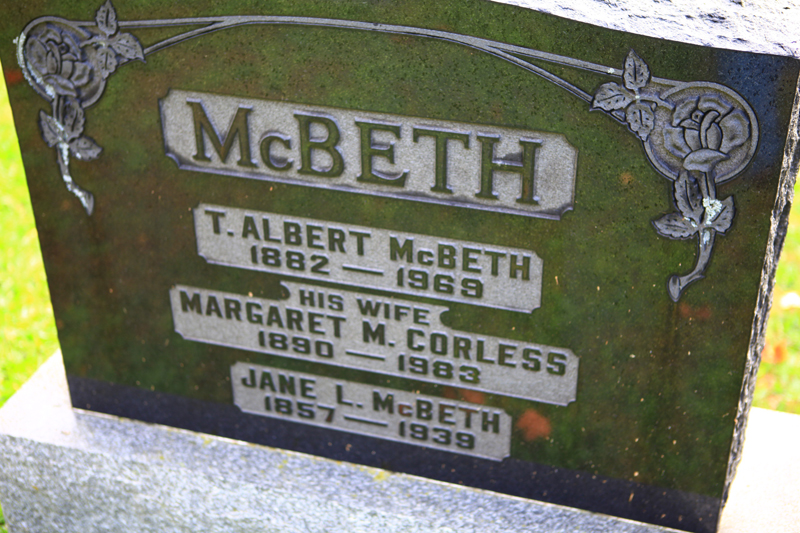 McBETH
T. ALBERT McBETH
1882 — 1969
HIS WIFE
MARGARET M. CORLESS
1890 — 1983
JANE L. McBETH
1857 — 1939